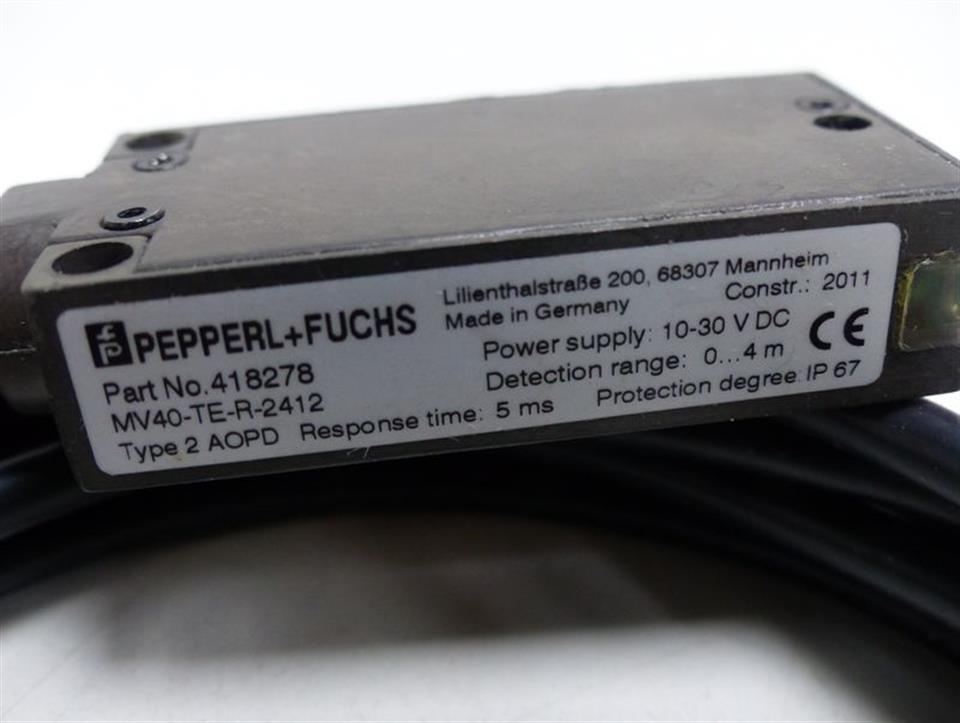 PEPPERL+FUCHS
Lilienthalstraße 200, 68307 Mannheim
Made in Germany
Constr.: 2011
Part No.418278
Power supply: 10-30 V DC
CE
MV40-TE-R-2412
Detection range: 0...4 m
Type 2 AOPD
Response time: 5 ms
Protection degree: IP 67